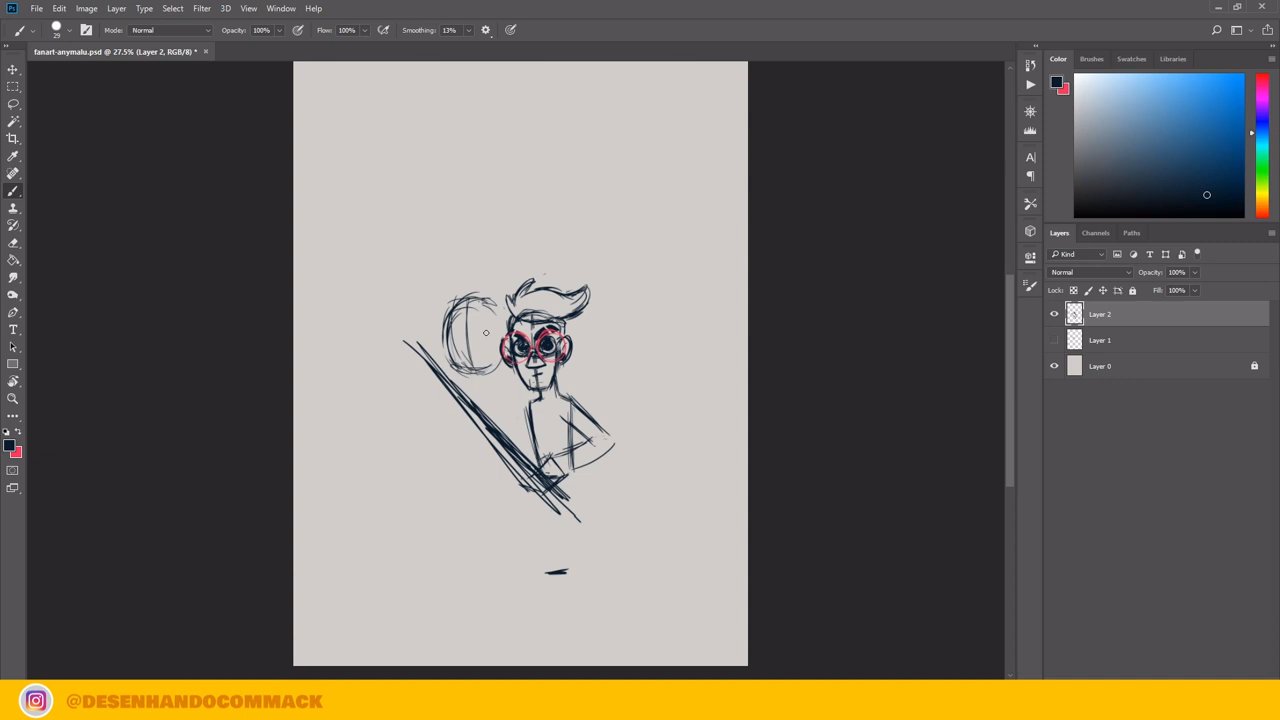 Ps File Edit Image Layer Type Select Filter 3D View Window Help
29 Mode: Normal Opacity: 100% Flow: 100% Smoothing: 13%
fanart-anymalu.psd @ 27.5% (Layer 2, RGB/8) * ×
Color Brushes Swatches Libraries
Layers Channels Paths
Kind
Normal Opacity: 100%
Lock: Fill: 100%
Layer 2
Layer 1
Layer 0
@DESENHANDOCOMMACK